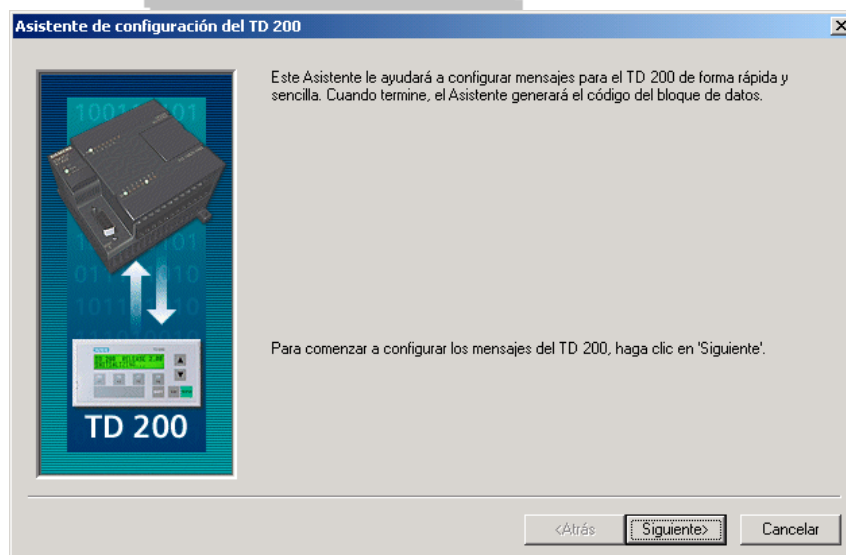 Asistente de configuración del TD 200
Este Asistente le ayudará a configurar mensajes para el TD 200 de forma rápida y
sencilla. Cuando termine, el Asistente generará el código del bloque de datos.
TD 200
Para comenzar a configurar los mensajes del TD 200, haga clic en 'Siguiente'.
<Atrás
Siguiente>
Cancelar